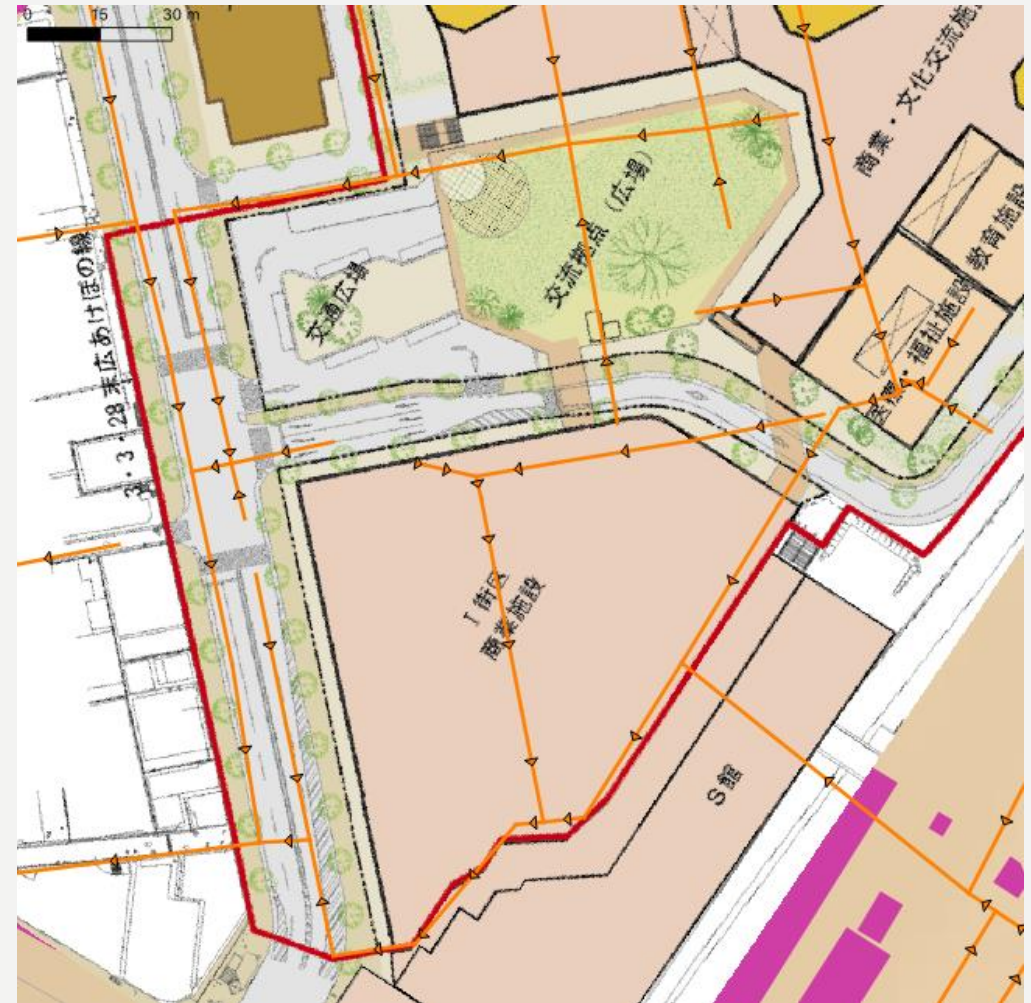 0 15 30 m
商業・文化交流施設
教育施設
医療・福祉施設
交流拠点（広場）
交通広場
3・3・28 末広あけぼの線
I街区
商業施設
S館